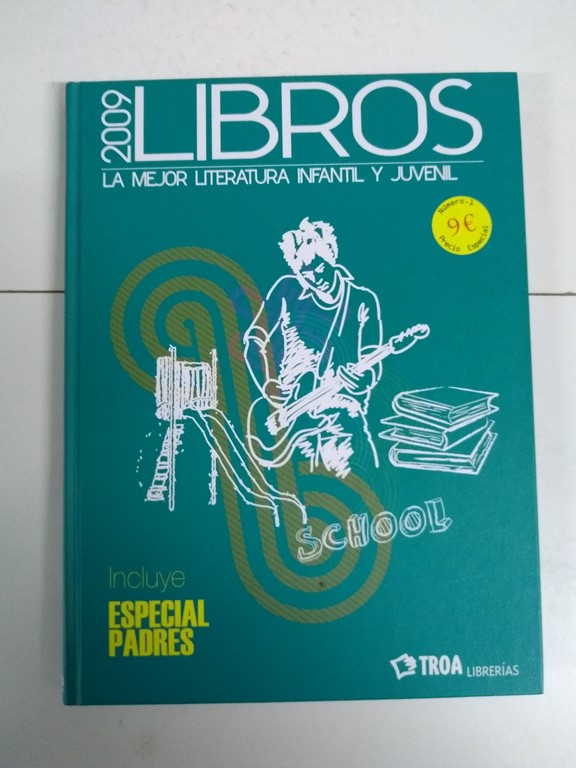 2009
LIBROS
LA MEJOR LITERATURA INFANTIL Y JUVENIL
Número·1
9€
Precio Especial
SCHOOL
Incluye
ESPECIAL
PADRES
TROA LIBRERÍAS